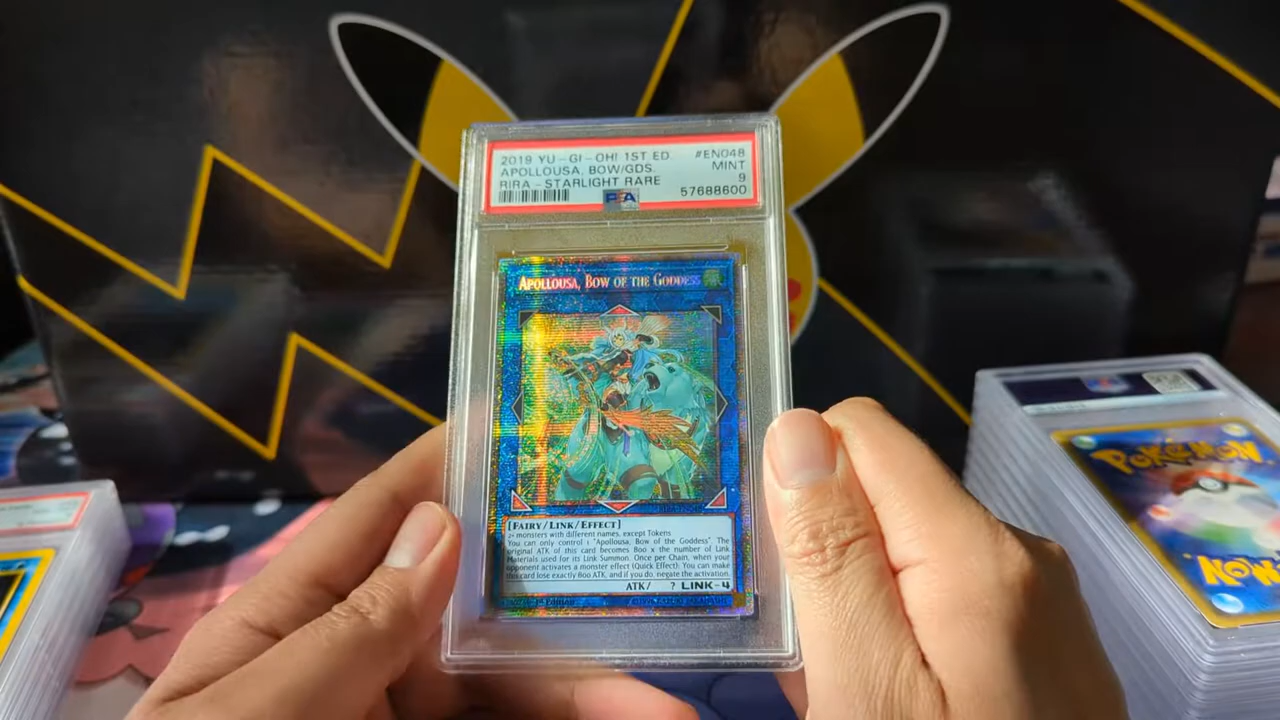 2019 YU-GI-OH! 1ST ED. #EN048
APOLLOUSA, BOW/GDS. MINT
RIRA-STARLIGHT RARE 9
PSA 57688600
APOLLOUSA, BOW OF THE GODDESS
[FAIRY/LINK/EFFECT]
2+ monsters with different names, except Tokens
You can only control 1 "Apollousa, Bow of the Goddess". The
original ATK of this card becomes 800 x the number of Link
Materials used for its Link Summon. Once per Chain, when your
opponent activates a monster effect (Quick Effect): You can make
this card lose exactly 800 ATK, and if you do, negate the activation.
ATK/ ? LINK-4
1st Edition
POKéMON